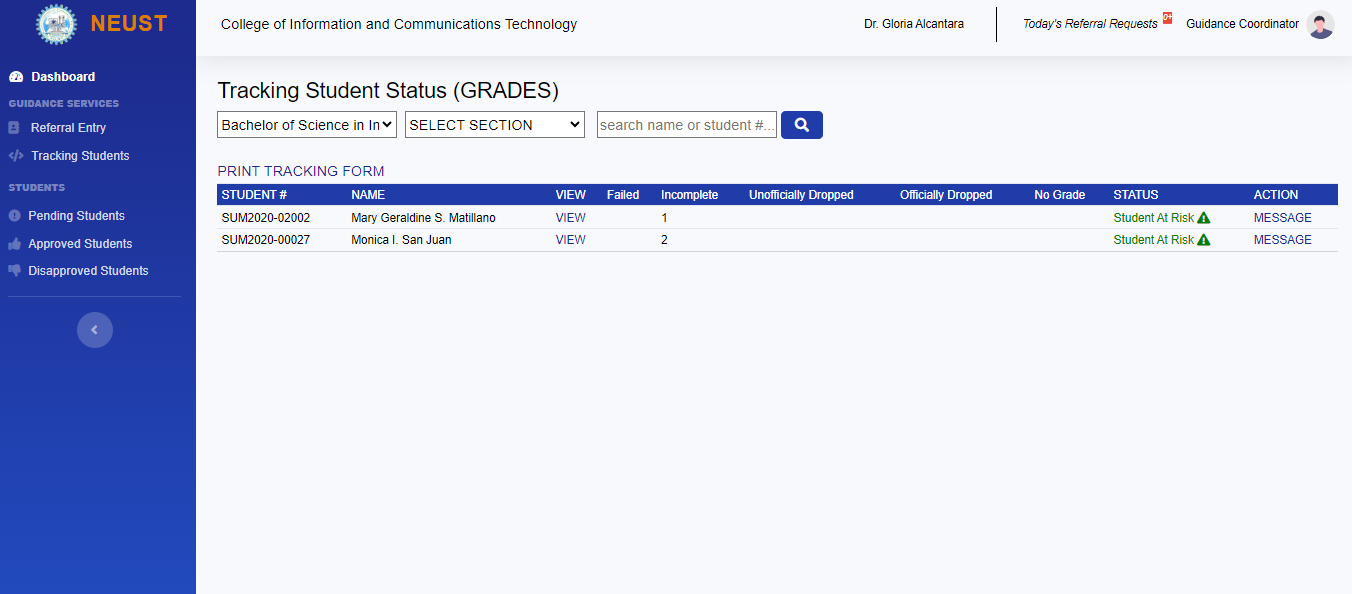 NEUST
College of Information and Communications Technology
Dr. Gloria Alcantara
Today's Referral Requests 0+
Guidance Coordinator
Dashboard
GUIDANCE SERVICES
Referral Entry
Tracking Students
STUDENTS
Pending Students
Approved Students
Disapproved Students
Tracking Student Status (GRADES)
Bachelor of Science in In SELECT SECTION search name or student #...
PRINT TRACKING FORM
STUDENT # NAME VIEW Failed Incomplete Unofficially Dropped Officially Dropped No Grade STATUS ACTION
SUM2020-02002 Mary Geraldine S. Matillano VIEW 1 Student At Risk MESSAGE
SUM2020-00027 Monica I. San Juan VIEW 2 Student At Risk MESSAGE